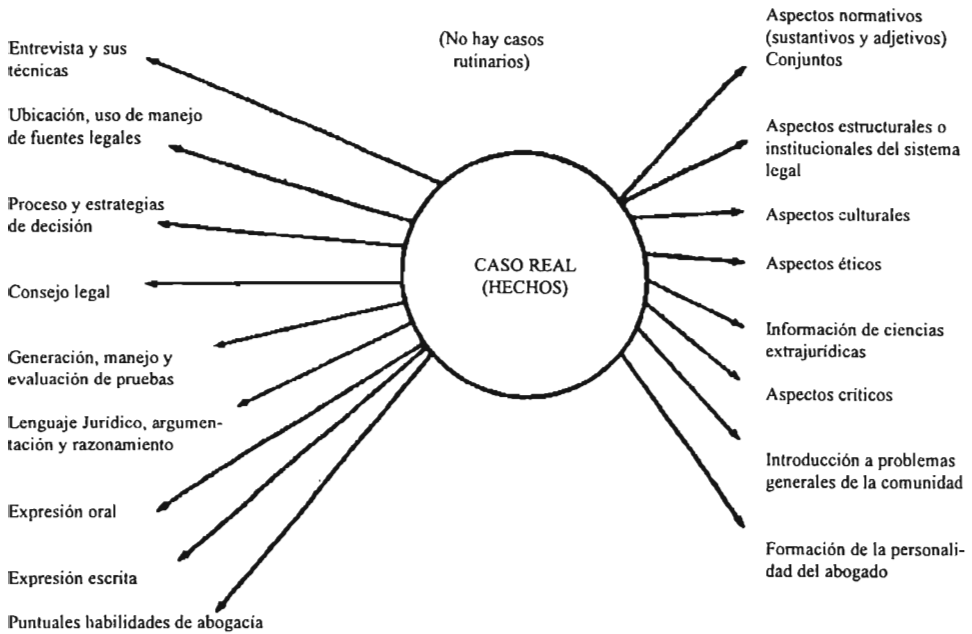 (No hay casos
rutinarios)
Entrevista y sus
técnicas
Ubicación, uso de manejo
de fuentes legales
Proceso y estrategias
de decisión
Consejo legal
Generación, manejo y
evaluación de pruebas
Lenguaje Jurídico, argumen-
tación y razonamiento
Expresión oral
Expresión escrita
Puntuales habilidades de abogacía
CASO REAL
(HECHOS)
Aspectos normativos
(sustantivos y adjetivos)
Conjuntos
Aspectos estructurales o
institucionales del sistema
legal
Aspectos culturales
Aspectos éticos
Información de ciencias
extrajurídicas
Aspectos críticos
Introducción a problemas
generales de la comunidad
Formación de la personali-
dad del abogado